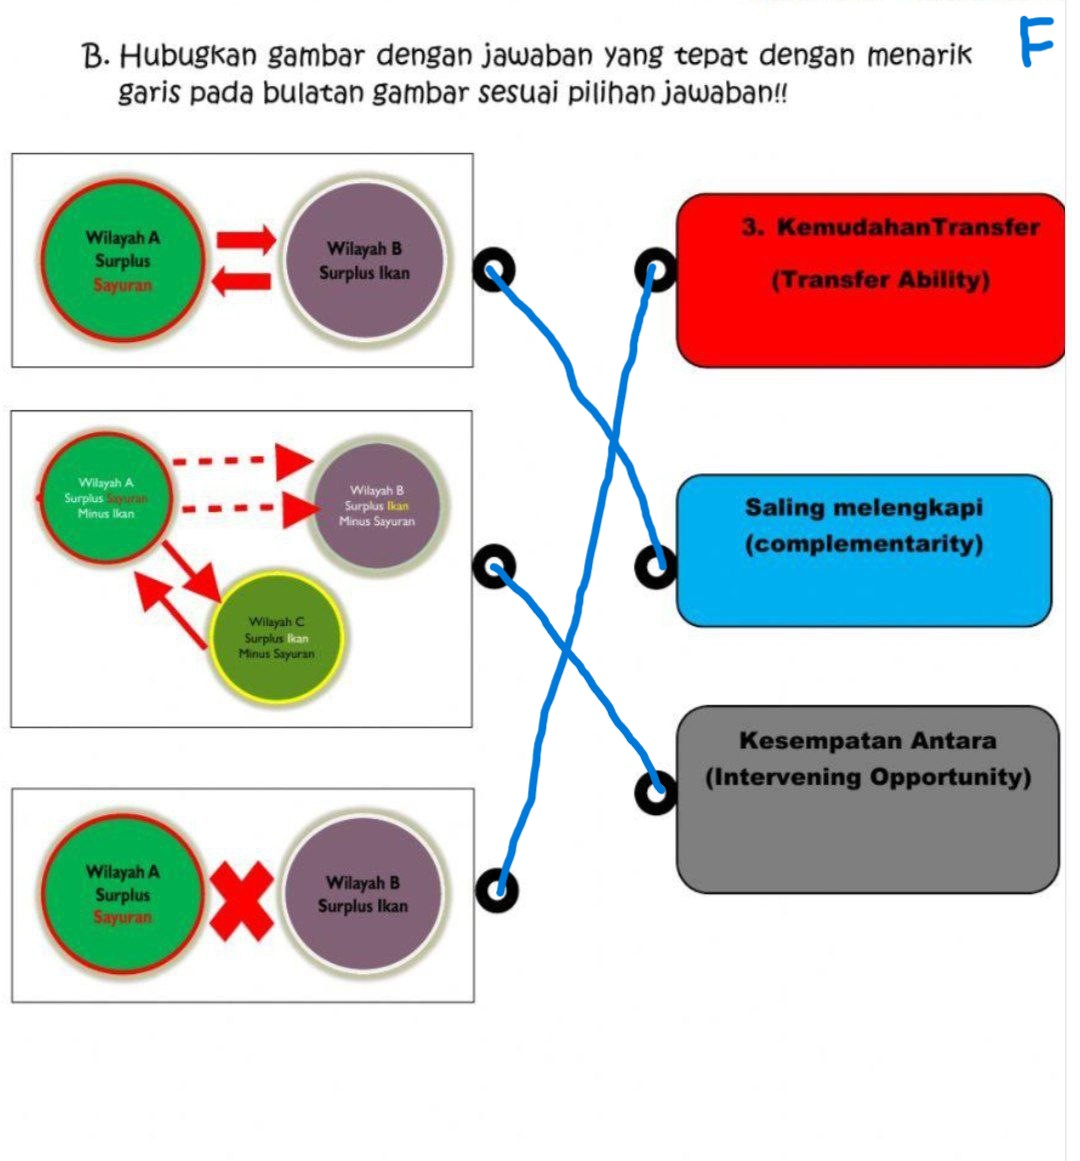 F
B. Hubugkan gambar dengan jawaban yang tepat dengan menarik
garis pada bulatan gambar sesuai pilihan jawaban!!
Wilayah A
Surplus
Sayuran
Wilayah B
Surplus Ikan
3. KemudahanTransfer
(Transfer Ability)
Wilayah A
Surplus Sayuran
Minus Ikan
Wilayah B
Surplus Ikan
Minus Sayuran
Wilayah C
Surplus Ikan
Minus Sayuran
Saling melengkapi
(complementarity)
Kesempatan Antara
(Intervening Opportunity)
Wilayah A
Surplus
Sayuran
Wilayah B
Surplus Ikan